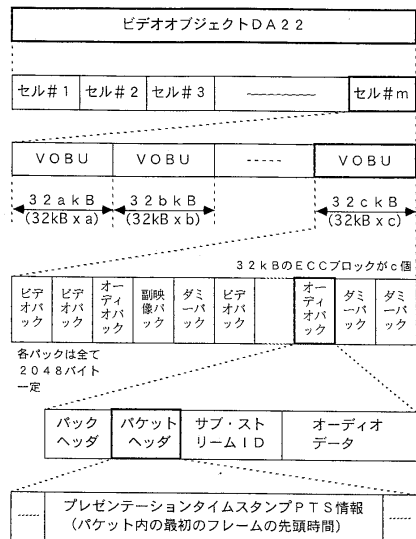 ビデオオブジェクトDA22
セル#1 セル#2 セル#3 セル#m
VOBU VOBU ----- VOBU
32akB 32bkB 32ckB
(32kB x a) (32kB x b) (32kB x c)
32kBのECCブロックがc個
ビデオパック ビデオパック オーディオパック 副映像パック ダミーパック ビデオパック オーディオパック ダミーパック ダミーパック
各パックは全て
2048バイト
一定
パック パケット サブ・スト オーディオ
ヘッダ ヘッダ リームID データ
プレゼンテーションタイムスタンプPTS情報
(パケット内の最初のフレームの先頭時間)